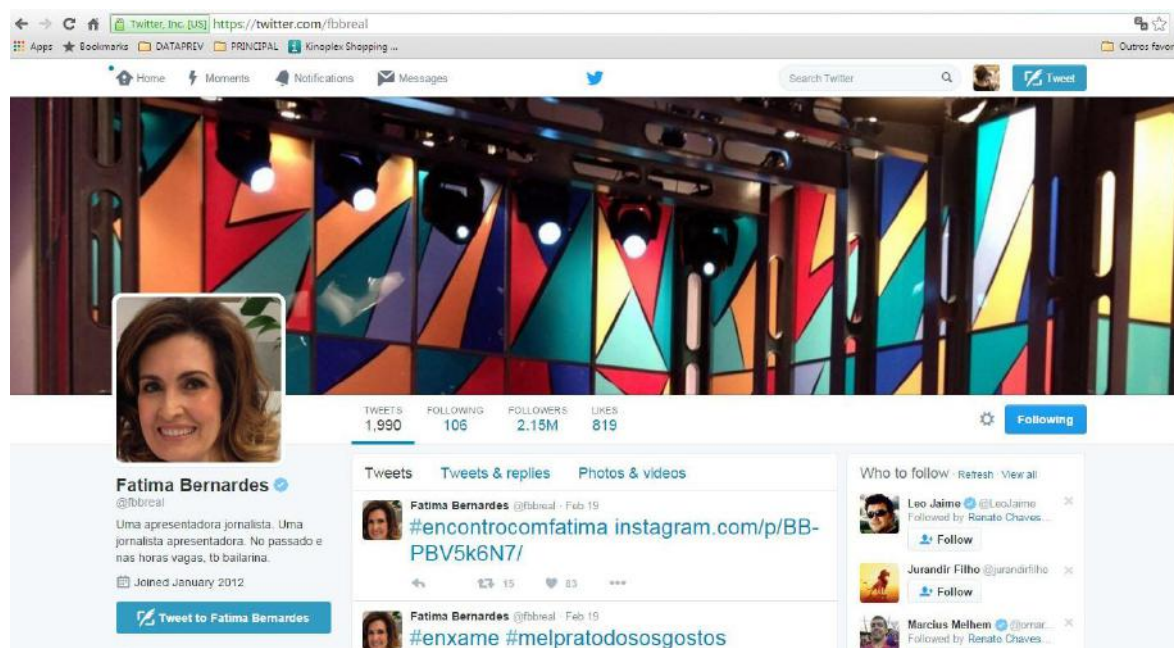 Twitter, Inc. [US] https://twitter.com/fbbreal
Apps Bookmarks DATAPREV PRINCIPAL Kinoplex Shopping ... Outros favor
Home Moments Notifications Messages Search Twitter Tweet
TWEETS FOLLOWING FOLLOWERS LIKES
1,990 106 2.15M 819
Following
Fatima Bernardes
@fbbreal
Uma apresentadora jornalista. Uma
jornalista apresentadora. No passado e
nas horas vagas, tb bailarina.
Joined January 2012
Tweet to Fatima Bernardes
Tweets Tweets & replies Photos & videos
Fatima Bernardes @fbbreal · Feb 19
#encontrocomfatima instagram.com/p/BB-
PBV5k6N7/
15 83
Fatima Bernardes @fbbreal · Feb 19
#enxame #melpratodososgostos
Who to follow · Refresh · View all
Leo Jaime @LeoJaime
Followed by Renato Chaves...
Follow
Jurandir Filho @jurandirfilho
Follow
Marcius Melhem
Followed by Renato Chaves...